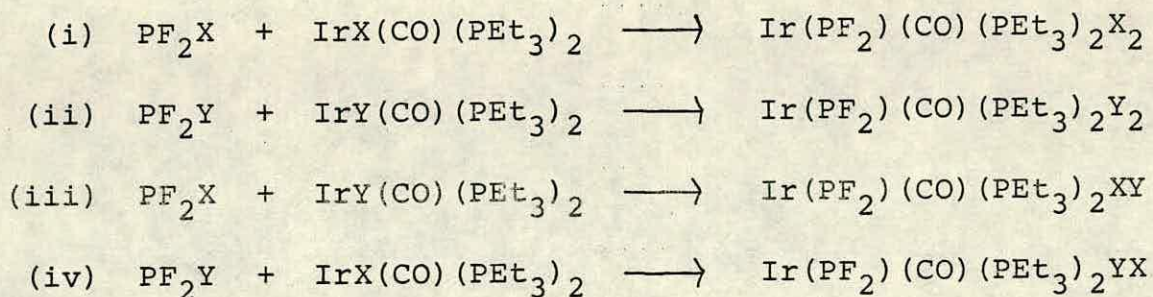 (i) PF₂X + IrX(CO)(PEt₃)₂ ⟶ Ir(PF₂)(CO)(PEt₃)₂X₂
(ii) PF₂Y + IrY(CO)(PEt₃)₂ ⟶ Ir(PF₂)(CO)(PEt₃)₂Y₂
(iii) PF₂X + IrY(CO)(PEt₃)₂ ⟶ Ir(PF₂)(CO)(PEt₃)₂XY
(iv) PF₂Y + IrX(CO)(PEt₃)₂ ⟶ Ir(PF₂)(CO)(PEt₃)₂YX